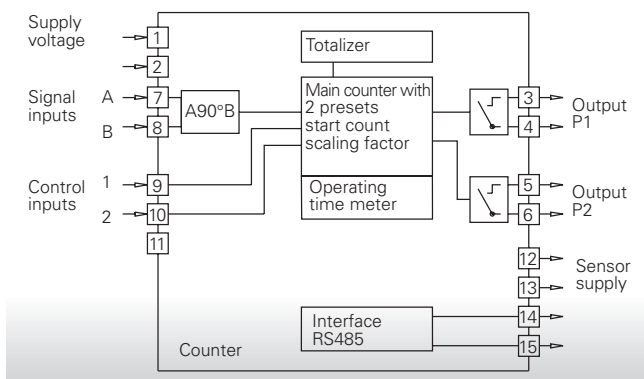 Supply
voltage
1
2
Signal
inputs
A
7
B
8
A90°B
Control
inputs
1
9
2
10
11
Totalizer
Main counter with
2 presets
start count
scaling factor
Operating
time meter
3
4
Output
P1
5
6
Output
P2
12
13
Sensor
supply
14
15
Interface
RS485
Counter